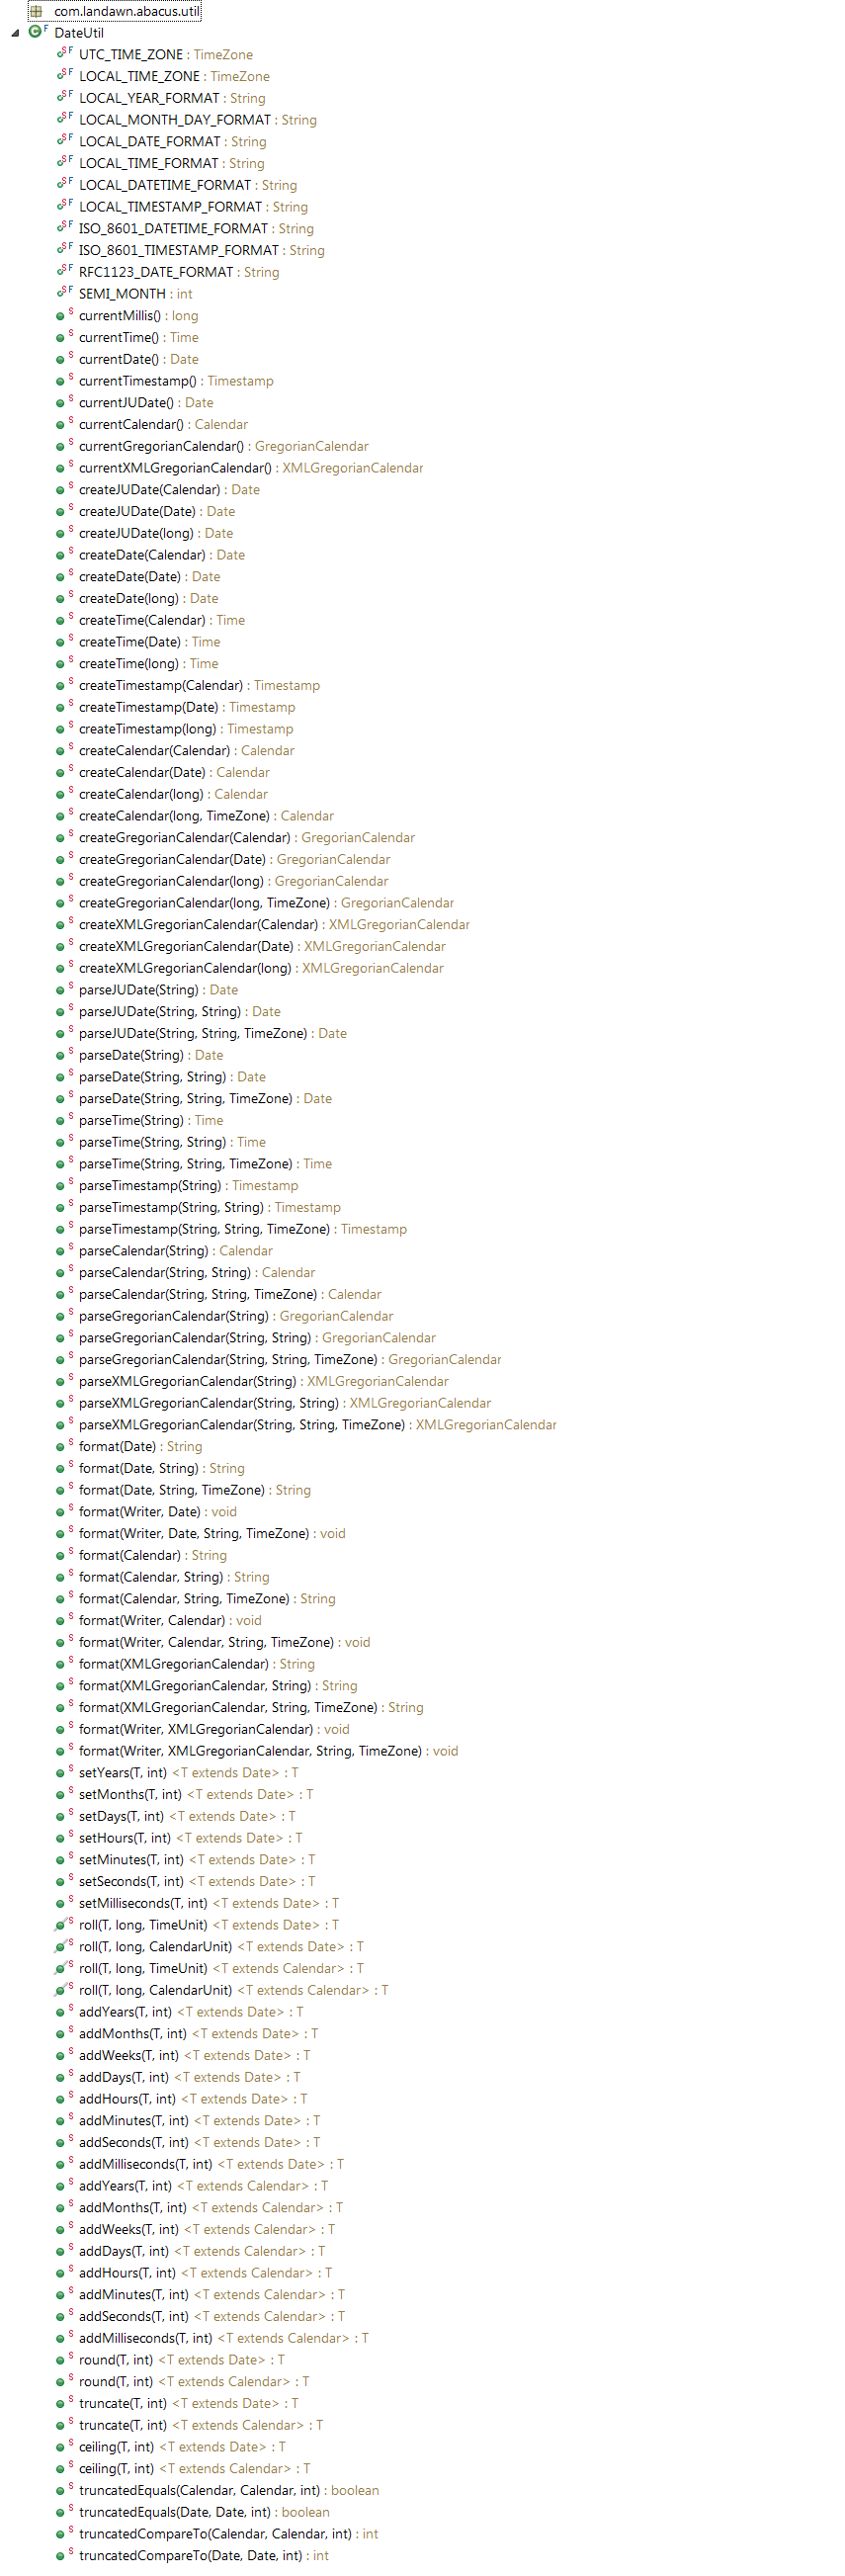 com.landawn.abacus.util
DateUtil
UTC_TIME_ZONE : TimeZone
LOCAL_TIME_ZONE : TimeZone
LOCAL_YEAR_FORMAT : String
LOCAL_MONTH_DAY_FORMAT : String
LOCAL_DATE_FORMAT : String
LOCAL_TIME_FORMAT : String
LOCAL_DATETIME_FORMAT : String
LOCAL_TIMESTAMP_FORMAT : String
ISO_8601_DATETIME_FORMAT : String
ISO_8601_TIMESTAMP_FORMAT : String
RFC1123_DATE_FORMAT : String
SEMI_MONTH : int
currentMillis() : long
currentTime() : Time
currentDate() : Date
currentTimestamp() : Timestamp
currentJUDate() : Date
currentCalendar() : Calendar
currentGregorianCalendar() : GregorianCalendar
currentXMLGregorianCalendar() : XMLGregorianCalendar
createJUDate(Calendar) : Date
createJUDate(Date) : Date
createJUDate(long) : Date
createDate(Calendar) : Date
createDate(Date) : Date
createDate(long) : Date
createTime(Calendar) : Time
createTime(Date) : Time
createTime(long) : Time
createTimestamp(Calendar) : Timestamp
createTimestamp(Date) : Timestamp
createTimestamp(long) : Timestamp
createCalendar(Calendar) : Calendar
createCalendar(Date) : Calendar
createCalendar(long) : Calendar
createCalendar(long, TimeZone) : Calendar
createGregorianCalendar(Calendar) : GregorianCalendar
createGregorianCalendar(Date) : GregorianCalendar
createGregorianCalendar(long) : GregorianCalendar
createGregorianCalendar(long, TimeZone) : GregorianCalendar
createXMLGregorianCalendar(Calendar) : XMLGregorianCalendar
createXMLGregorianCalendar(Date) : XMLGregorianCalendar
createXMLGregorianCalendar(long) : XMLGregorianCalendar
parseJUDate(String) : Date
parseJUDate(String, String) : Date
parseJUDate(String, String, TimeZone) : Date
parseDate(String) : Date
parseDate(String, String) : Date
parseDate(String, String, TimeZone) : Date
parseTime(String) : Time
parseTime(String, String) : Time
parseTime(String, String, TimeZone) : Time
parseTimestamp(String) : Timestamp
parseTimestamp(String, String) : Timestamp
parseTimestamp(String, String, TimeZone) : Timestamp
parseCalendar(String) : Calendar
parseCalendar(String, String) : Calendar
parseCalendar(String, String, TimeZone) : Calendar
parseGregorianCalendar(String) : GregorianCalendar
parseGregorianCalendar(String, String) : GregorianCalendar
parseGregorianCalendar(String, String, TimeZone) : GregorianCalendar
parseXMLGregorianCalendar(String) : XMLGregorianCalendar
parseXMLGregorianCalendar(String, String) : XMLGregorianCalendar
parseXMLGregorianCalendar(String, String, TimeZone) : XMLGregorianCalendar
format(Date) : String
format(Date, String) : String
format(Date, String, TimeZone) : String
format(Writer, Date) : void
format(Writer, Date, String, TimeZone) : void
format(Calendar) : String
format(Calendar, String) : String
format(Calendar, String, TimeZone) : String
format(Writer, Calendar) : void
format(Writer, Calendar, String, TimeZone) : void
format(XMLGregorianCalendar) : String
format(XMLGregorianCalendar, String) : String
format(XMLGregorianCalendar, String, TimeZone) : String
format(Writer, XMLGregorianCalendar) : void
format(Writer, XMLGregorianCalendar, String, TimeZone) : void
setYears(T, int) <T extends Date> : T
setMonths(T, int) <T extends Date> : T
setDays(T, int) <T extends Date> : T
setHours(T, int) <T extends Date> : T
setMinutes(T, int) <T extends Date> : T
setSeconds(T, int) <T extends Date> : T
setMilliseconds(T, int) <T extends Date> : T
roll(T, long, TimeUnit) <T extends Date> : T
roll(T, long, CalendarUnit) <T extends Date> : T
roll(T, long, TimeUnit) <T extends Calendar> : T
roll(T, long, CalendarUnit) <T extends Calendar> : T
addYears(T, int) <T extends Date> : T
addMonths(T, int) <T extends Date> : T
addWeeks(T, int) <T extends Date> : T
addDays(T, int) <T extends Date> : T
addHours(T, int) <T extends Date> : T
addMinutes(T, int) <T extends Date> : T
addSeconds(T, int) <T extends Date> : T
addMilliseconds(T, int) <T extends Date> : T
addYears(T, int) <T extends Calendar> : T
addMonths(T, int) <T extends Calendar> : T
addWeeks(T, int) <T extends Calendar> : T
addDays(T, int) <T extends Calendar> : T
addHours(T, int) <T extends Calendar> : T
addMinutes(T, int) <T extends Calendar> : T
addSeconds(T, int) <T extends Calendar> : T
addMilliseconds(T, int) <T extends Calendar> : T
round(T, int) <T extends Date> : T
round(T, int) <T extends Calendar> : T
truncate(T, int) <T extends Date> : T
truncate(T, int) <T extends Calendar> : T
ceiling(T, int) <T extends Date> : T
ceiling(T, int) <T extends Calendar> : T
truncatedEquals(Calendar, Calendar, int) : boolean
truncatedEquals(Date, Date, int) : boolean
truncatedCompareTo(Calendar, Calendar, int) : int
truncatedCompareTo(Date, Date, int) : int